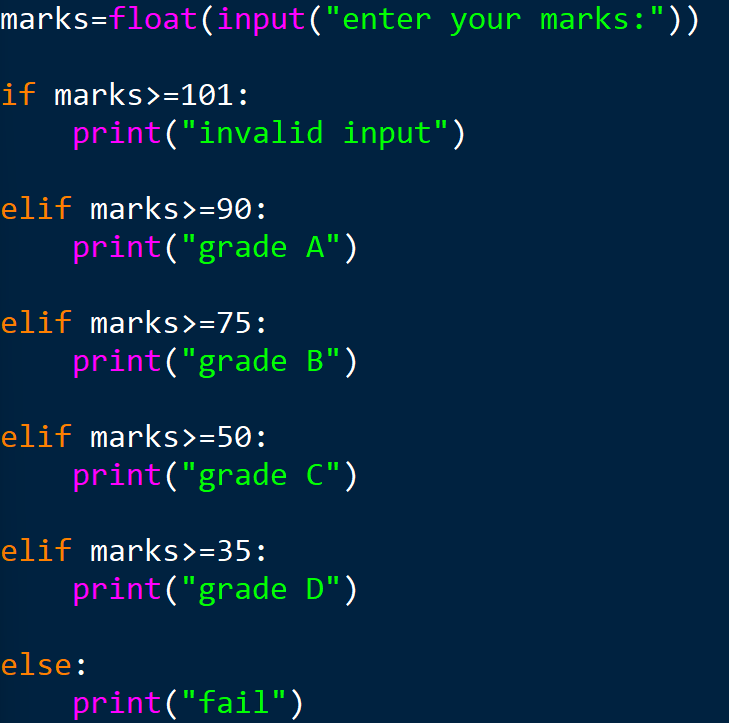 marks=float(input("enter your marks:"))
if marks>=101:
    print("invalid input")
elif marks>=90:
    print("grade A")
elif marks>=75:
    print("grade B")
elif marks>=50:
    print("grade C")
elif marks>=35:
    print("grade D")
else:
    print("fail")